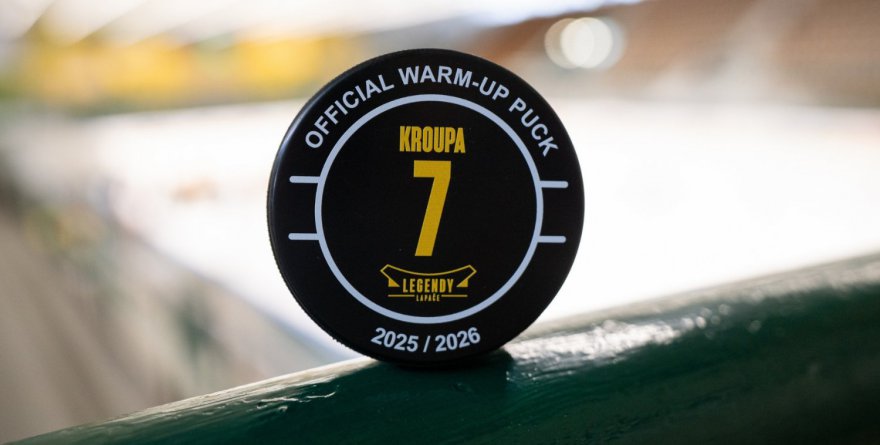 OFFICIAL WARM-UP PUCK
KROUPA
7
LEGENDY
LAPAČE
2025 / 2026